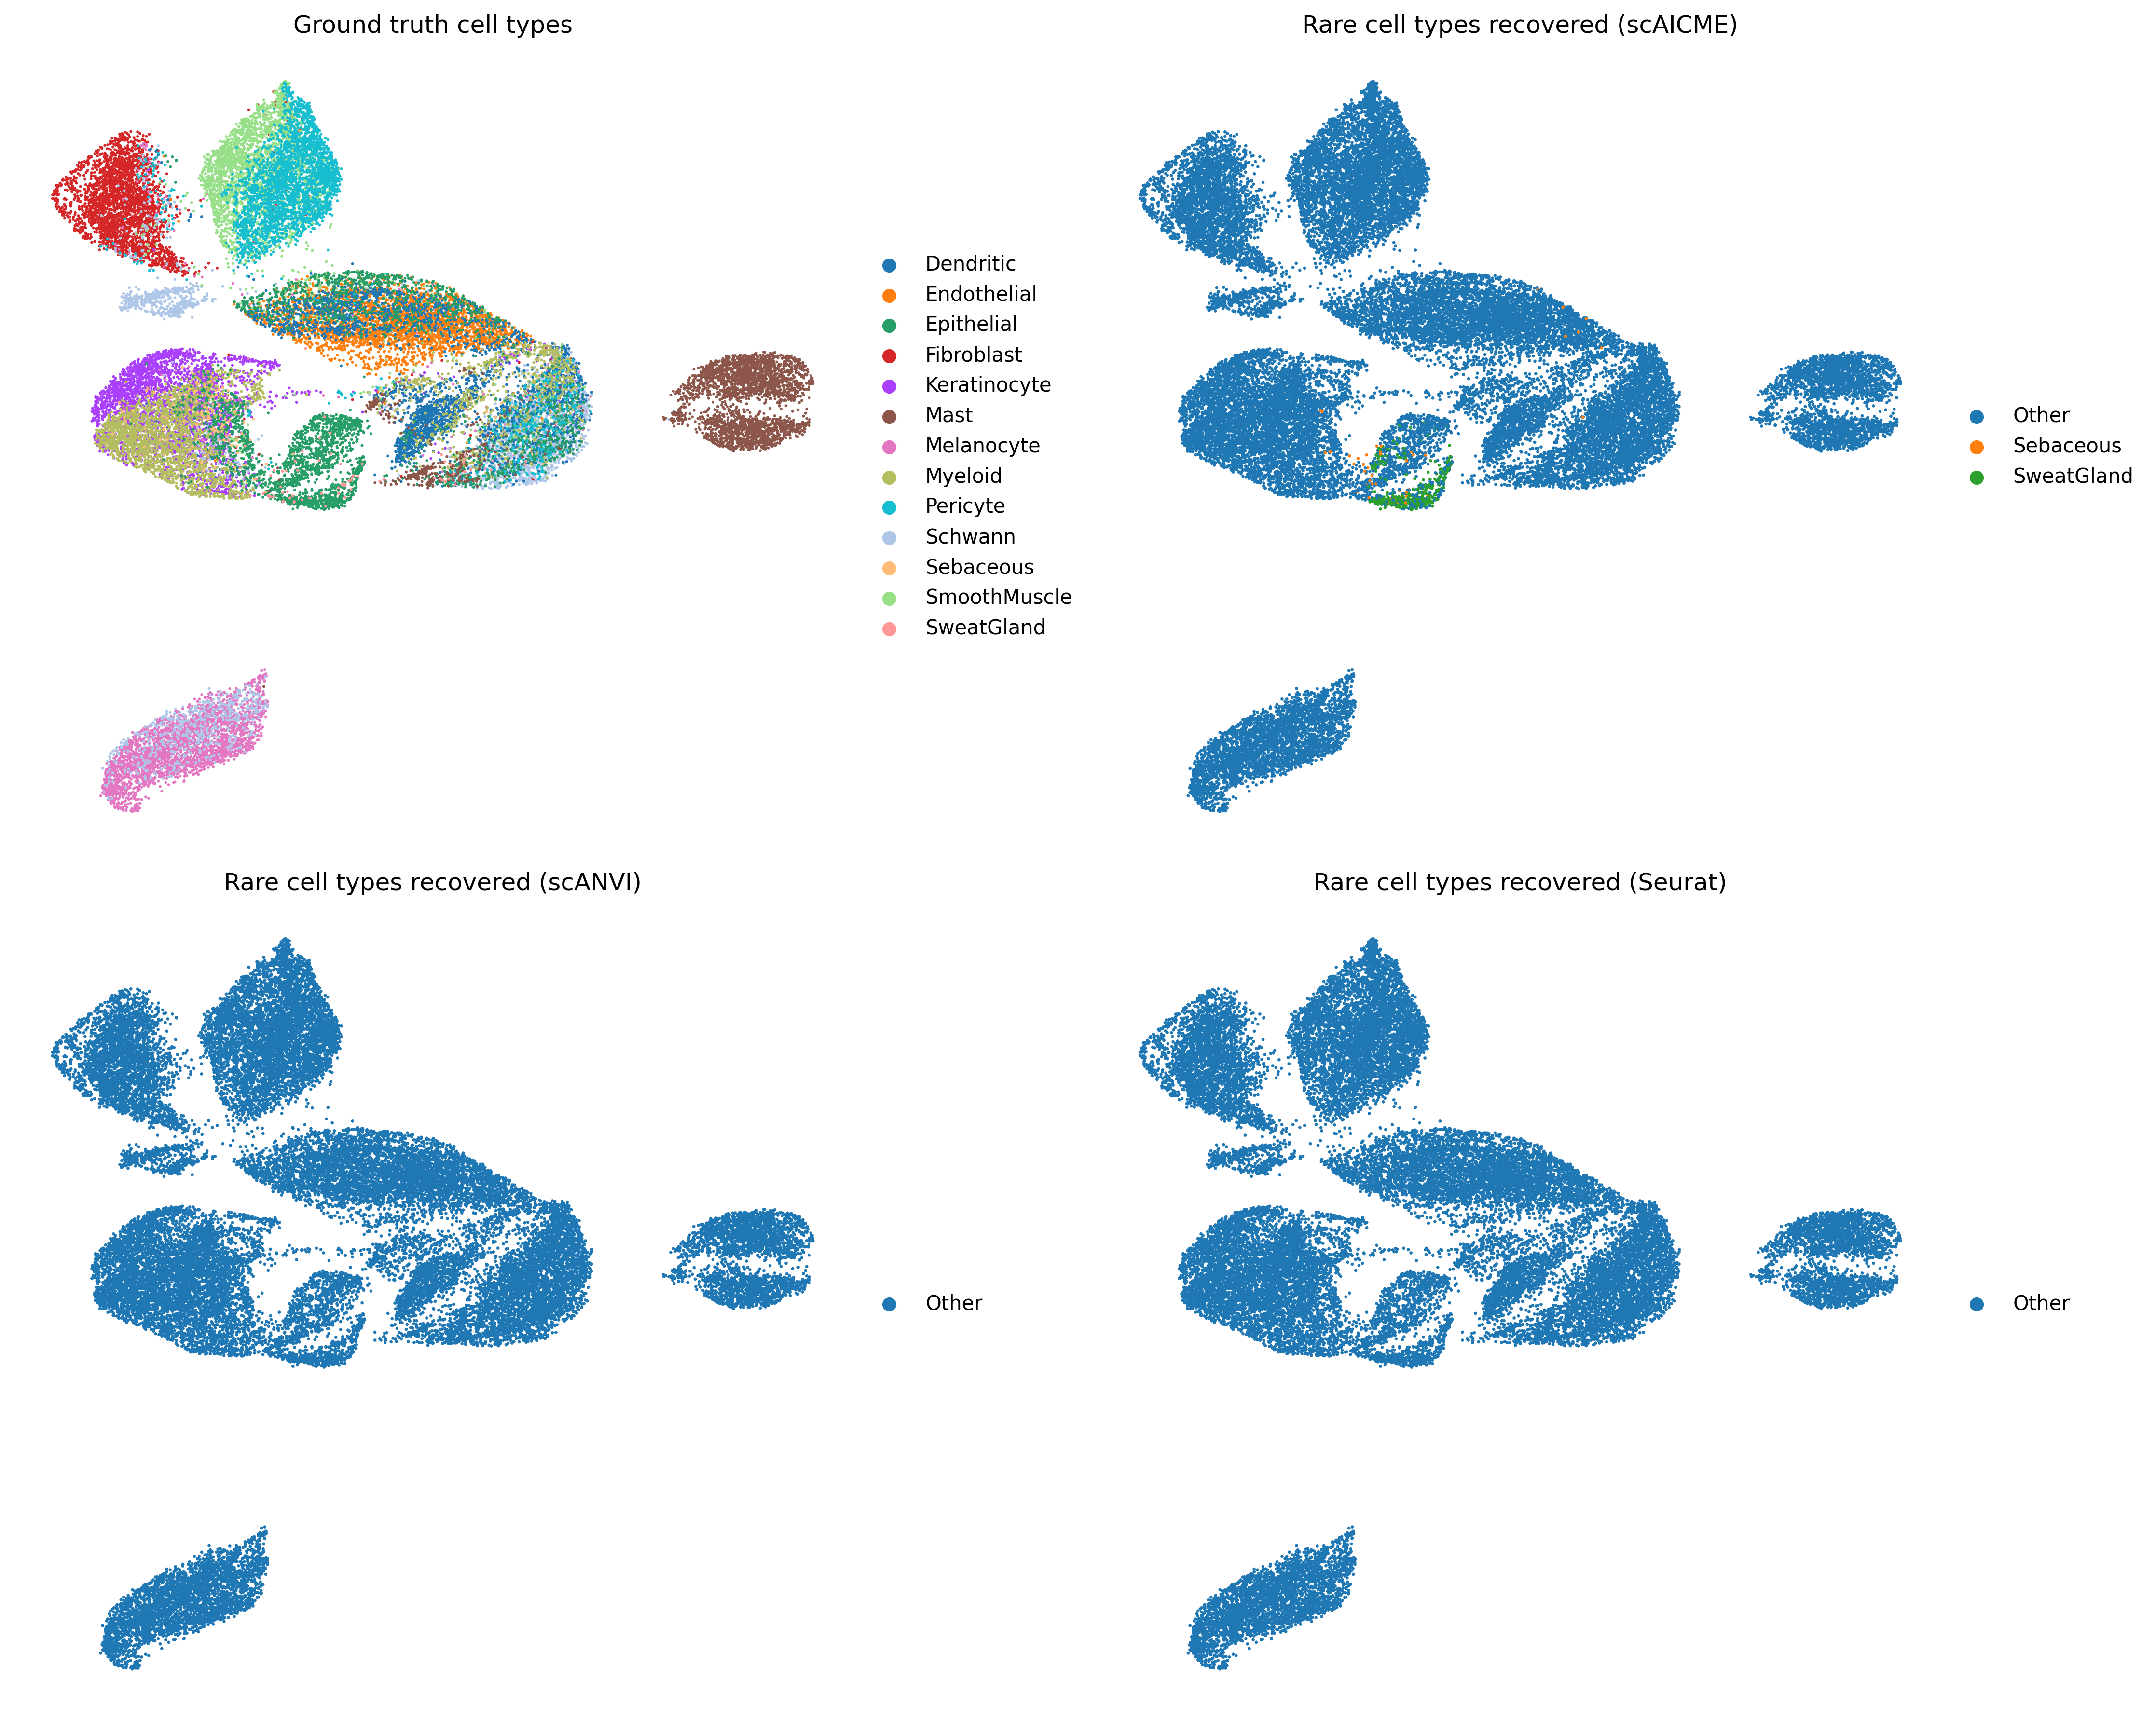 Ground truth cell types
Dendritic
Endothelial
Epithelial
Fibroblast
Keratinocyte
Mast
Melanocyte
Myeloid
Pericyte
Schwann
Sebaceous
SmoothMuscle
SweatGland
Rare cell types recovered (scAICME)
Other
Sebaceous
SweatGland
Rare cell types recovered (scANVI)
Other
Rare cell types recovered (Seurat)
Other